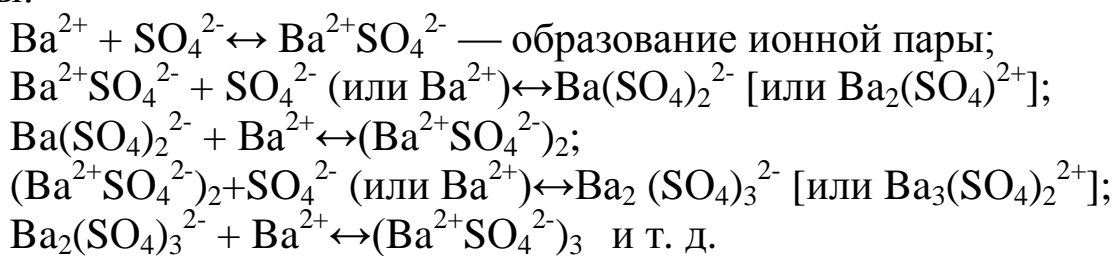 Ba²⁺ + SO₄²⁻↔ Ba²⁺SO₄²⁻ — образование ионной пары;
Ba²⁺SO₄²⁻ + SO₄²⁻ (или Ba²⁺)↔Ba(SO₄)₂²⁻ [или Ba₂(SO₄)²⁺];
Ba(SO₄)₂²⁻ + Ba²⁺↔(Ba²⁺SO₄²⁻)₂;
(Ba²⁺SO₄²⁻)₂+SO₄²⁻ (или Ba²⁺)↔Ba₂ (SO₄)₃²⁻ [или Ba₃(SO₄)₂²⁺];
Ba₂(SO₄)₃²⁻ + Ba²⁺↔(Ba²⁺SO₄²⁻)₃ и т. д.